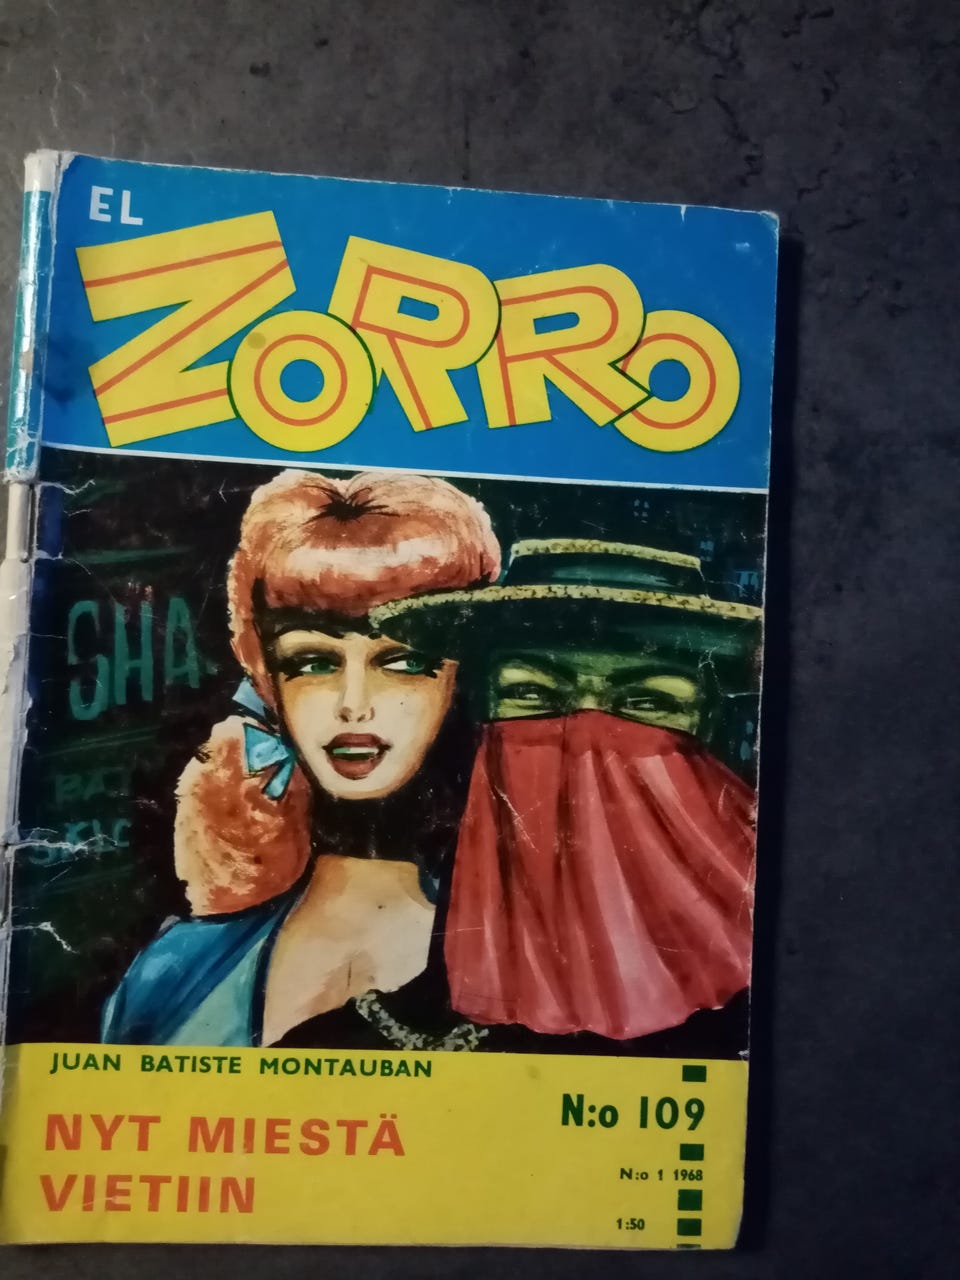 EL
ZORRO
SHA
JUAN BATISTE MONTAUBAN
NYT MIESTÄ
VIETIIN
N:o 109
N:o 1 1968
1:50